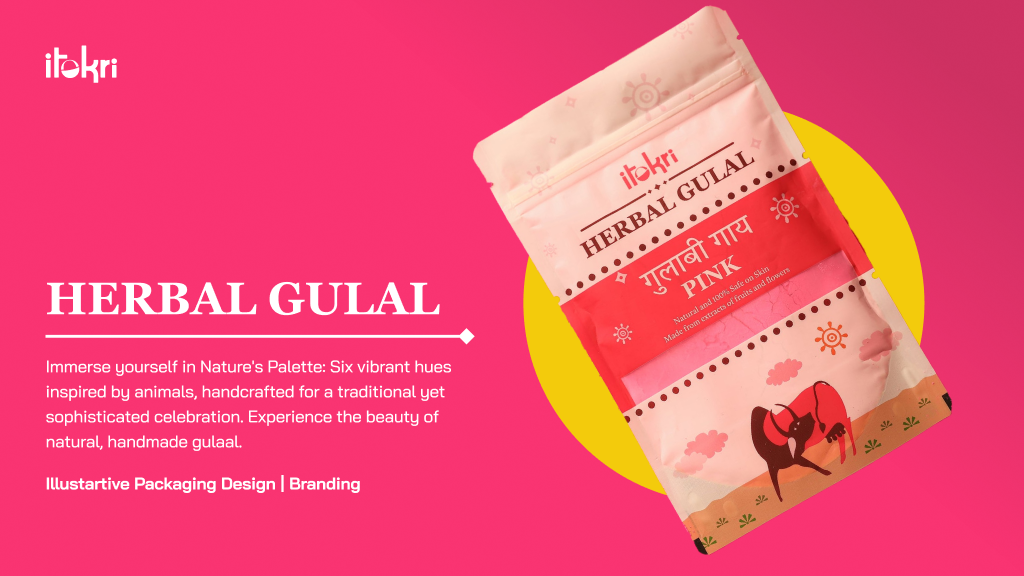 itokri
HERBAL GULAL
Immerse yourself in Nature's Palette: Six vibrant hues
inspired by animals, handcrafted for a traditional yet
sophisticated celebration. Experience the beauty of
natural, handmade gulaal.
Illustartive Packaging Design | Branding
itokri
HERBAL GULAL
गुलाबी गाय
PINK
Natural and 100% Safe on Skin
Made from extracts of fruits and flowers